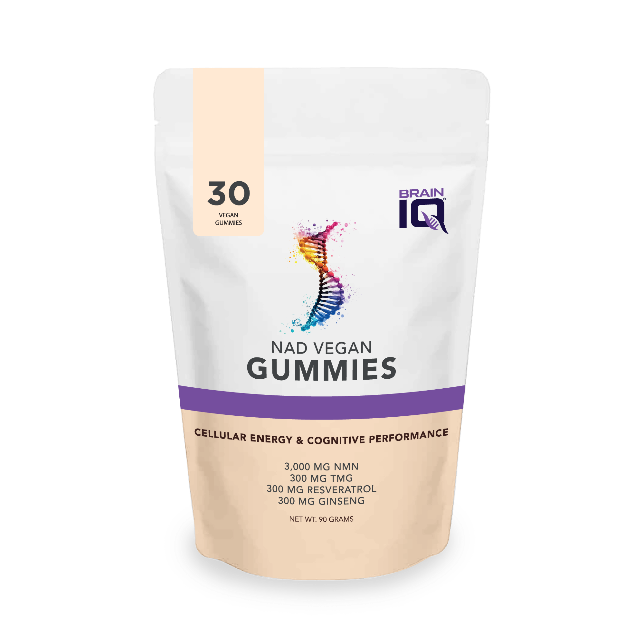 30
VEGAN
GUMMIES
BRAIN
IQ
NAD VEGAN
GUMMIES
CELLULAR ENERGY & COGNITIVE PERFORMANCE
3,000 MG NMN
300 MG TMG
300 MG RESVERATROL
300 MG GINSENG
NET WT. 90 GRAMS